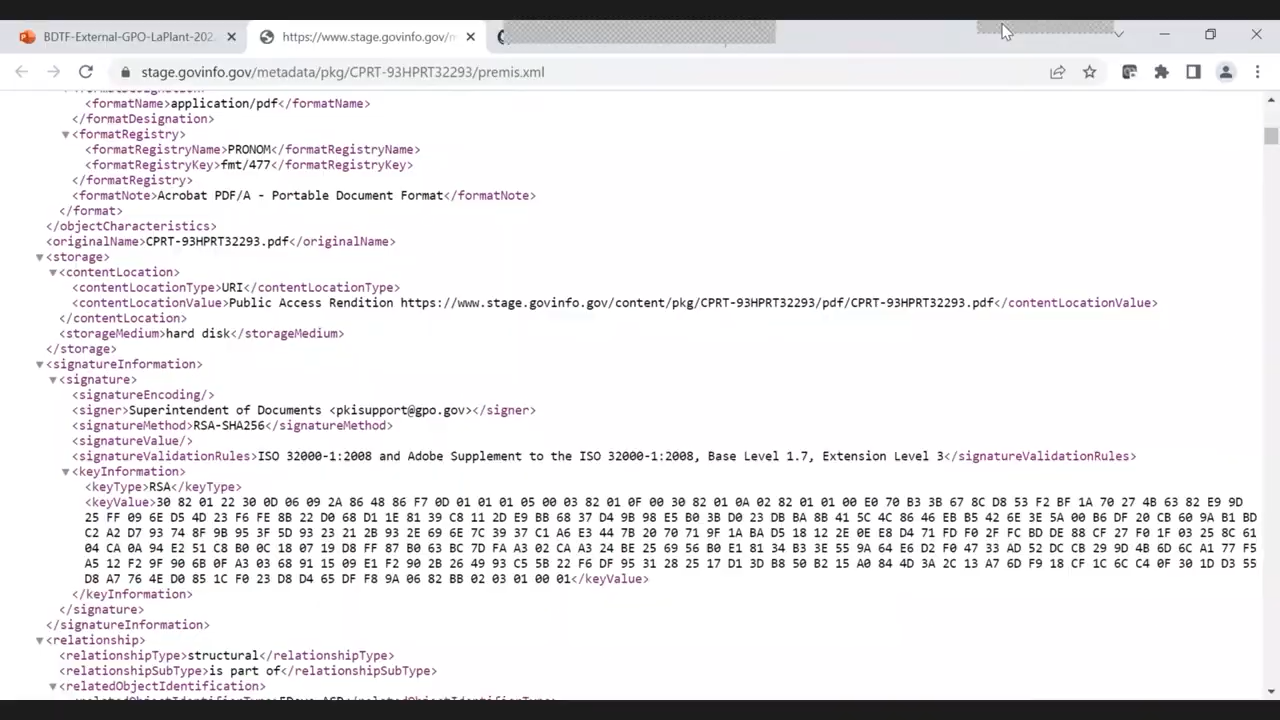 BDTF-External-GPO-LaPlant-202
https://www.stage.govinfo.gov/m
stage.govinfo.gov/metadata/pkg/CPRT-93HPRT32293/premis.xml
<formatName>application/pdf</formatName>
</formatDesignation>
<formatRegistry>
<formatRegistryName>PRONOM</formatRegistryName>
<formatRegistryKey>fmt/477</formatRegistryKey>
</formatRegistry>
<formatNote>Acrobat PDF/A - Portable Document Format</formatNote>
</format>
</objectCharacteristics>
<originalName>CPRT-93HPRT32293.pdf</originalName>
<storage>
<contentLocation>
<contentLocationType>URI</contentLocationType>
<contentLocationValue>Public Access Rendition https://www.stage.govinfo.gov/content/pkg/CPRT-93HPRT32293/pdf/CPRT-93HPRT32293.pdf</contentLocationValue>
</contentLocation>
<storageMedium>hard disk</storageMedium>
</storage>
<signatureInformation>
<signature>
<signatureEncoding/>
<signer>Superintendent of Documents <pkisupport@gpo.gov></signer>
<signatureMethod>RSA-SHA256</signatureMethod>
<signatureValue/>
<signatureValidationRules>ISO 32000-1:2008 and Adobe Supplement to the ISO 32000-1:2008, Base Level 1.7, Extension Level 3</signatureValidationRules>
<keyInformation>
<keyType>RSA</keyType>
<keyValue>30 82 01 22 30 0D 06 09 2A 86 48 86 F7 0D 01 01 01 05 00 03 82 01 0F 00 30 82 01 0A 02 82 01 01 00 E0 70 B3 3B 67 8C D8 53 F2 BF 1A 70 27 4B 63 82 E9 9D
25 FF 09 6E D5 4D 23 F6 FE 8B 22 D0 68 D1 1E 81 39 C8 11 2D E9 BB 68 37 D4 9B 98 E5 B0 3B D0 23 DB BA 8B 41 5C 4C 86 46 EB B5 42 6E 3E 5A 00 B6 DF 20 CB 60 9A B1 BD
C2 A2 D7 93 74 8F 9B 95 3F 5D 93 23 21 2B 93 2E 69 6E 7C 39 37 C1 A6 E3 44 7B 20 70 71 9F 1A BA D5 18 12 2E 0E E8 D4 71 FD F0 2F FC BD DE 88 CF 27 F0 1F 03 25 8C 61
04 CA 0A 94 E2 51 C8 B0 0C 18 07 19 D8 FF 87 B0 63 BC 7D FA A3 02 CA A3 24 BE 25 69 56 B0 E1 81 34 B3 3E 55 9A 64 E6 D2 F0 47 33 AD 52 DC CB 29 9D 4B 6D 6C A1 77 F5
A5 12 F2 9F 90 6B 0F A3 03 68 91 15 09 E1 F2 90 2B 26 49 93 C5 5B 22 F6 DF 95 31 28 25 17 D1 3D B8 50 B2 15 A0 84 4D 3A 2C 13 A7 6D F9 18 CF 1C 6C C4 0F 30 1D D3 55
D8 A7 76 4E D0 85 1C F0 23 D8 D4 65 DF F8 9A 06 82 BB 02 03 01 00 01</keyValue>
</keyInformation>
</signature>
</signatureInformation>
<relationship>
<relationshipType>structural</relationshipType>
<relationshipSubType>is part of</relationshipSubType>
<relatedObjectIdentification>